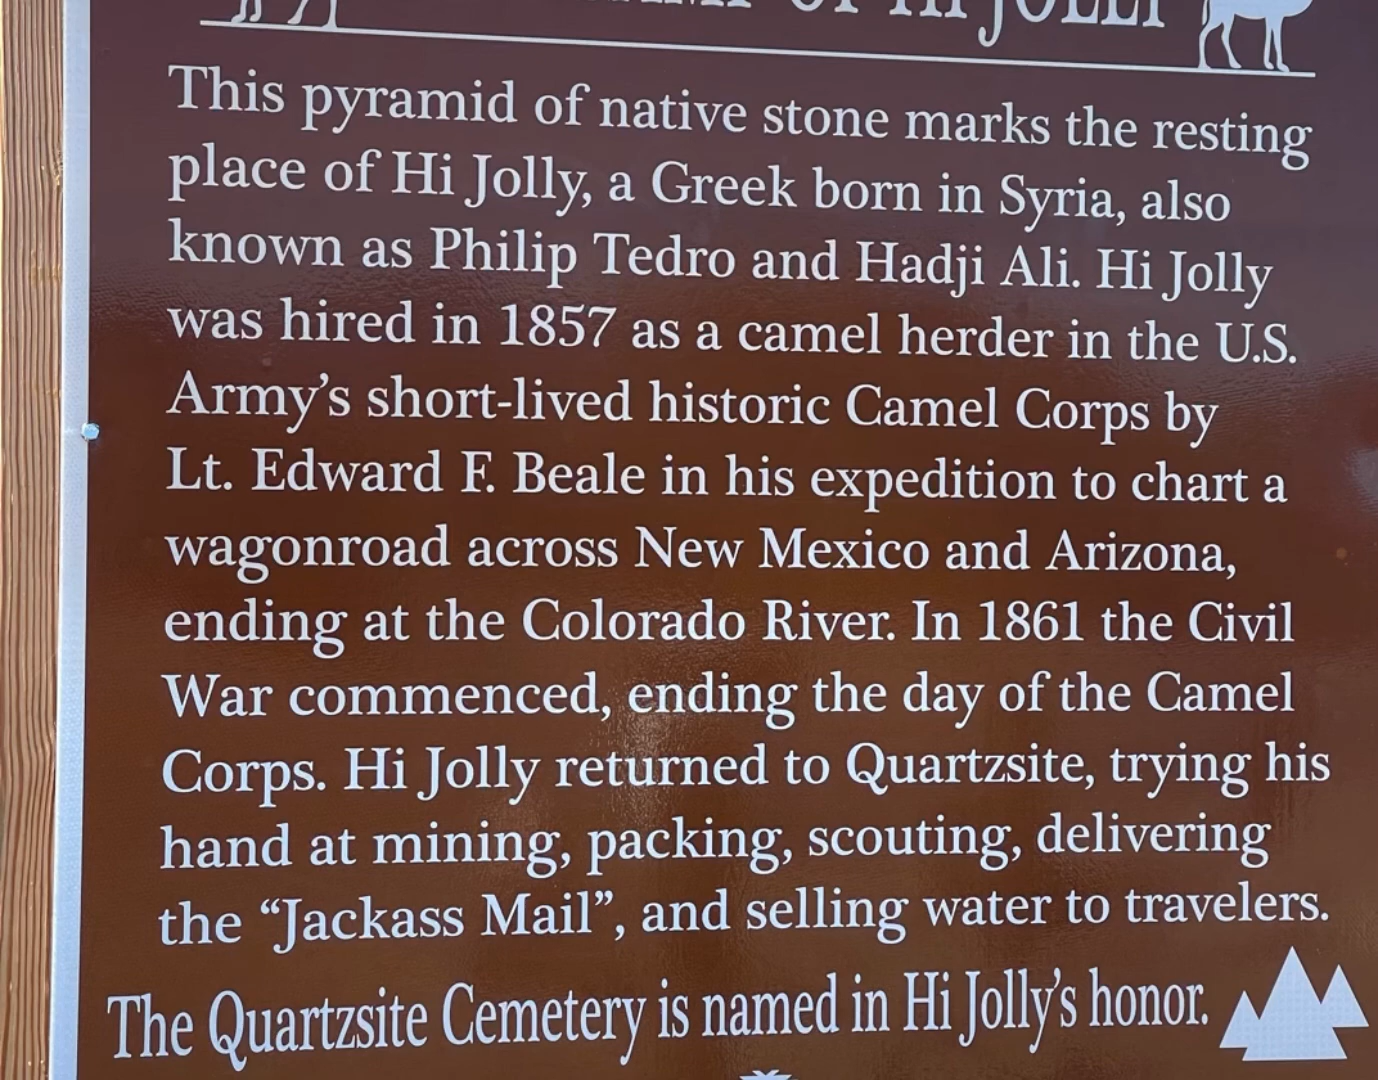 OF HI JOLLY
This pyramid of native stone marks the resting
place of Hi Jolly, a Greek born in Syria, also
known as Philip Tedro and Hadji Ali. Hi Jolly
was hired in 1857 as a camel herder in the U.S.
Army’s short-lived historic Camel Corps by
Lt. Edward F. Beale in his expedition to chart a
wagonroad across New Mexico and Arizona,
ending at the Colorado River. In 1861 the Civil
War commenced, ending the day of the Camel
Corps. Hi Jolly returned to Quartzsite, trying his
hand at mining, packing, scouting, delivering
the “Jackass Mail”, and selling water to travelers.
The Quartzsite Cemetery is named in Hi Jolly’s honor.